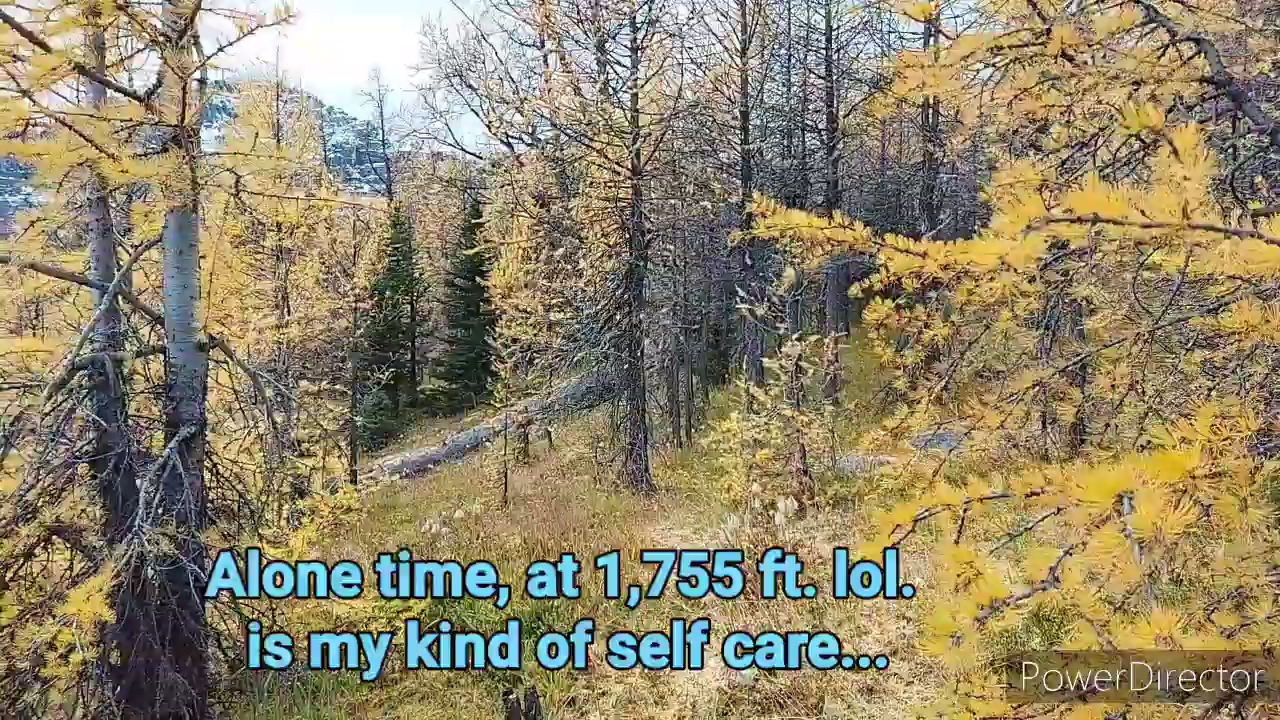 Alone time, at 1,755 ft. lol.
is my kind of self care...
PowerDirector